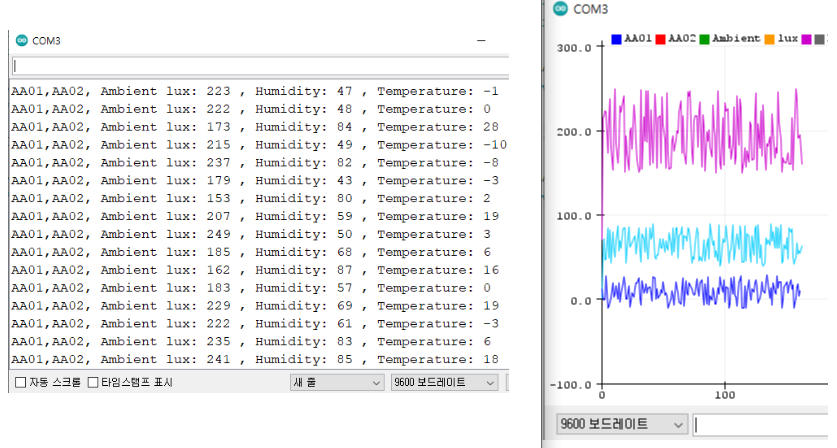 COM3
AA01,AA02, Ambient lux: 223 , Humidity: 47 , Temperature: -1
AA01,AA02, Ambient lux: 222 , Humidity: 48 , Temperature: 0
AA01,AA02, Ambient lux: 173 , Humidity: 84 , Temperature: 28
AA01,AA02, Ambient lux: 215 , Humidity: 49 , Temperature: -10
AA01,AA02, Ambient lux: 237 , Humidity: 82 , Temperature: -8
AA01,AA02, Ambient lux: 179 , Humidity: 43 , Temperature: -3
AA01,AA02, Ambient lux: 153 , Humidity: 80 , Temperature: 2
AA01,AA02, Ambient lux: 207 , Humidity: 59 , Temperature: 19
AA01,AA02, Ambient lux: 249 , Humidity: 50 , Temperature: 3
AA01,AA02, Ambient lux: 185 , Humidity: 68 , Temperature: 6
AA01,AA02, Ambient lux: 162 , Humidity: 87 , Temperature: 16
AA01,AA02, Ambient lux: 183 , Humidity: 57 , Temperature: 0
AA01,AA02, Ambient lux: 229 , Humidity: 69 , Temperature: 19
AA01,AA02, Ambient lux: 222 , Humidity: 61 , Temperature: -3
AA01,AA02, Ambient lux: 235 , Humidity: 83 , Temperature: 6
AA01,AA02, Ambient lux: 241 , Humidity: 85 , Temperature: 18
자동 스크롤 타임스탬프 표시 새 줄 9600 보드레이트
COM3
AA01 AA02 Ambient lux
300.0
200.0
100.0
0.0
-100.0
0 100
9600 보드레이트